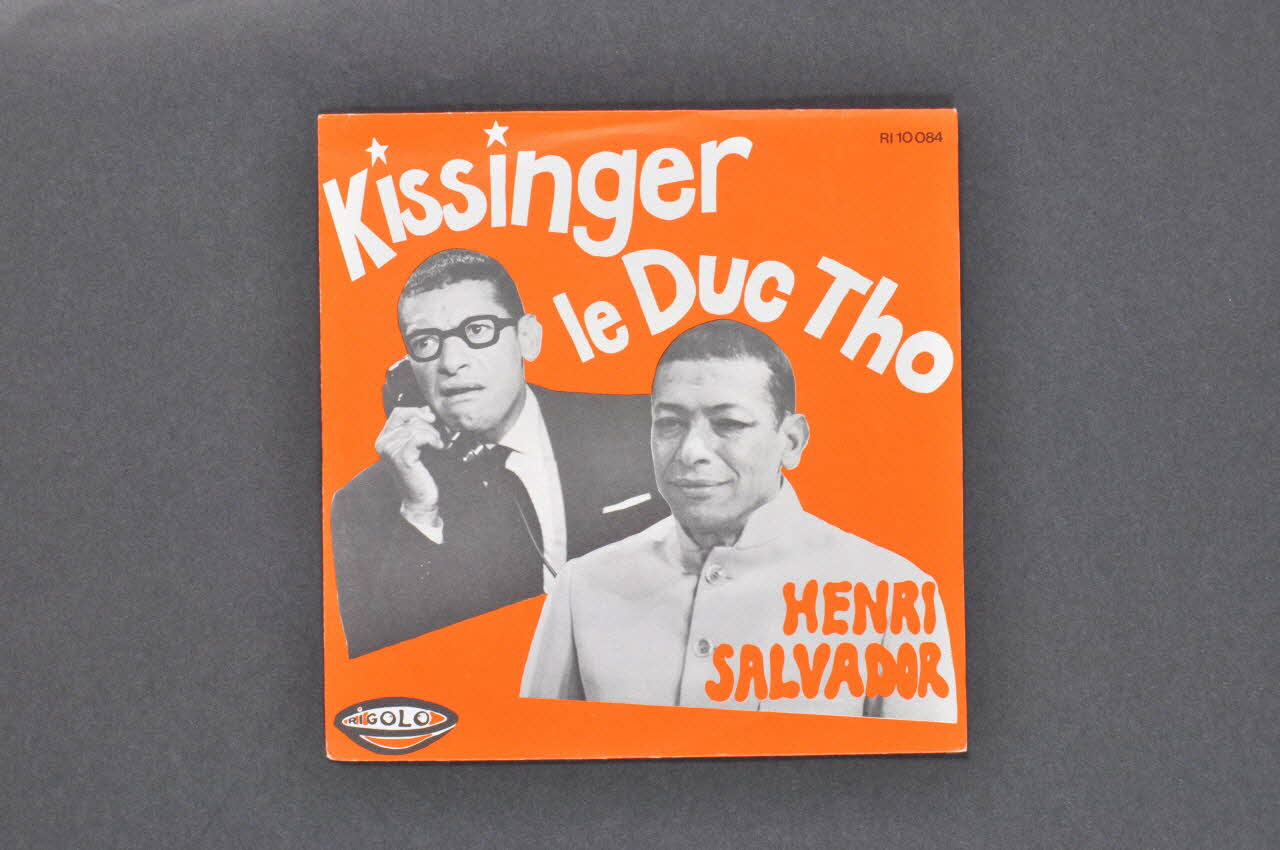 RI 10 084
Kissinger
le Duc Tho
HENRI
SALVADOR
RIGOLO